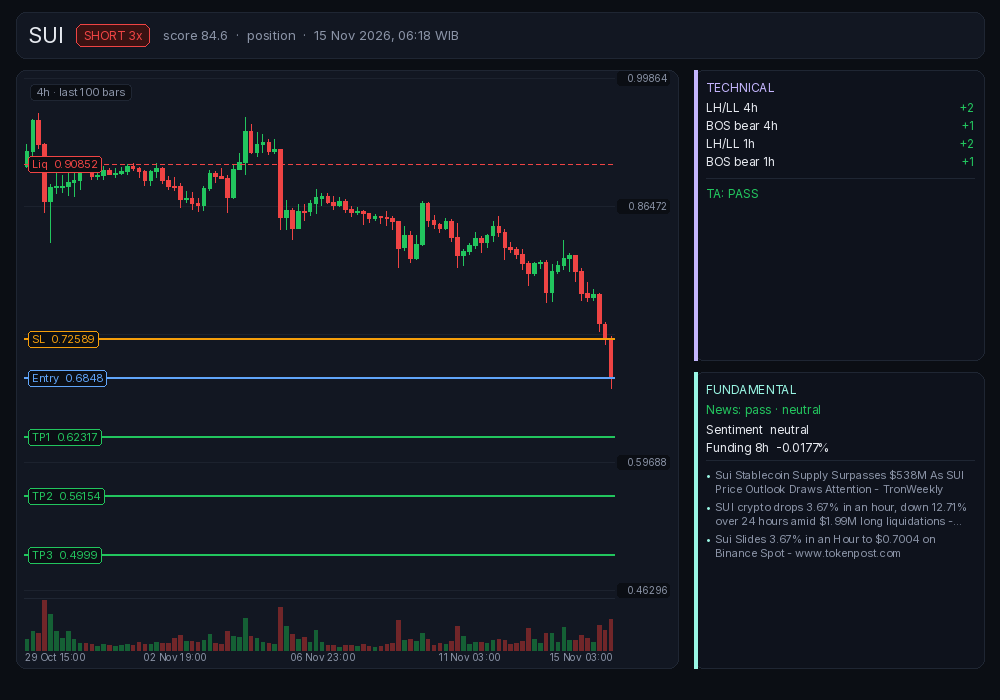 SUI SHORT 3x score 84.6 · position · 15 Nov 2026, 06:18 WIB
4h · last 100 bars
0.99864
Liq 0.90852
0.86472
SL 0.72589
Entry 0.6848
TP1 0.62317
0.59688
TP2 0.56154
TP3 0.4999
0.46296
29 Oct 15:00 02 Nov 19:00 06 Nov 23:00 11 Nov 03:00 15 Nov 03:00
TECHNICAL
LH/LL 4h +2
BOS bear 4h +1
LH/LL 1h +2
BOS bear 1h +1
TA: PASS
FUNDAMENTAL
News: pass · neutral
Sentiment neutral
Funding 8h -0.0177%
• Sui Stablecoin Supply Surpasses $538M As SUI
Price Outlook Draws Attention - TronWeekly
• SUI crypto drops 3.67% in an hour, down 12.71%
over 24 hours amid $1.99M long liquidations -...
• Sui Slides 3.67% in an Hour to $0.7004 on
Binance Spot - www.tokenpost.com